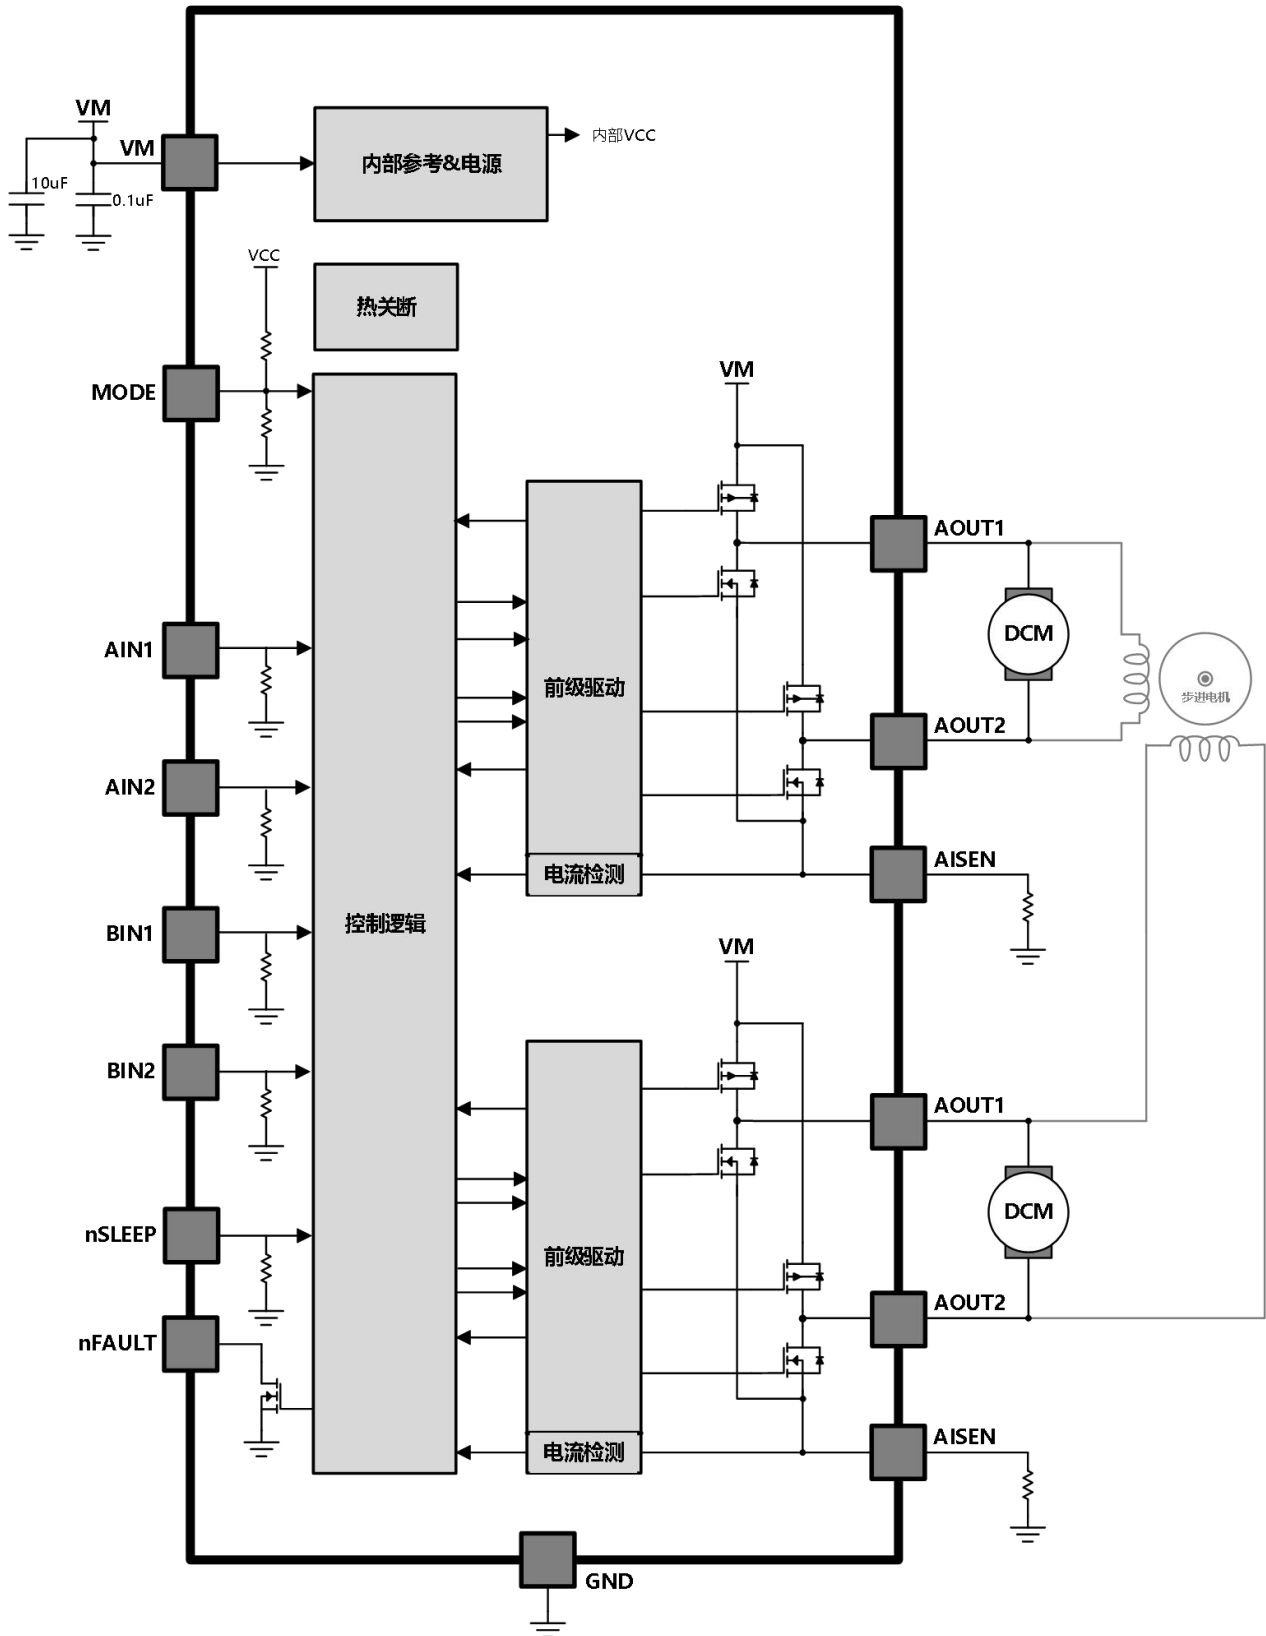 VM
VM
10uF
0.1uF
内部参考&电源
内部VCC
VCC
热关断
MODE
VM
AOUT1
DCM
AIN1
前级驱动
步进电机
AOUT2
AIN2
AISEN
电流检测
控制逻辑
BIN1
VM
BIN2
AOUT1
DCM
nSLEEP
前级驱动
AOUT2
nFAULT
AISEN
电流检测
GND